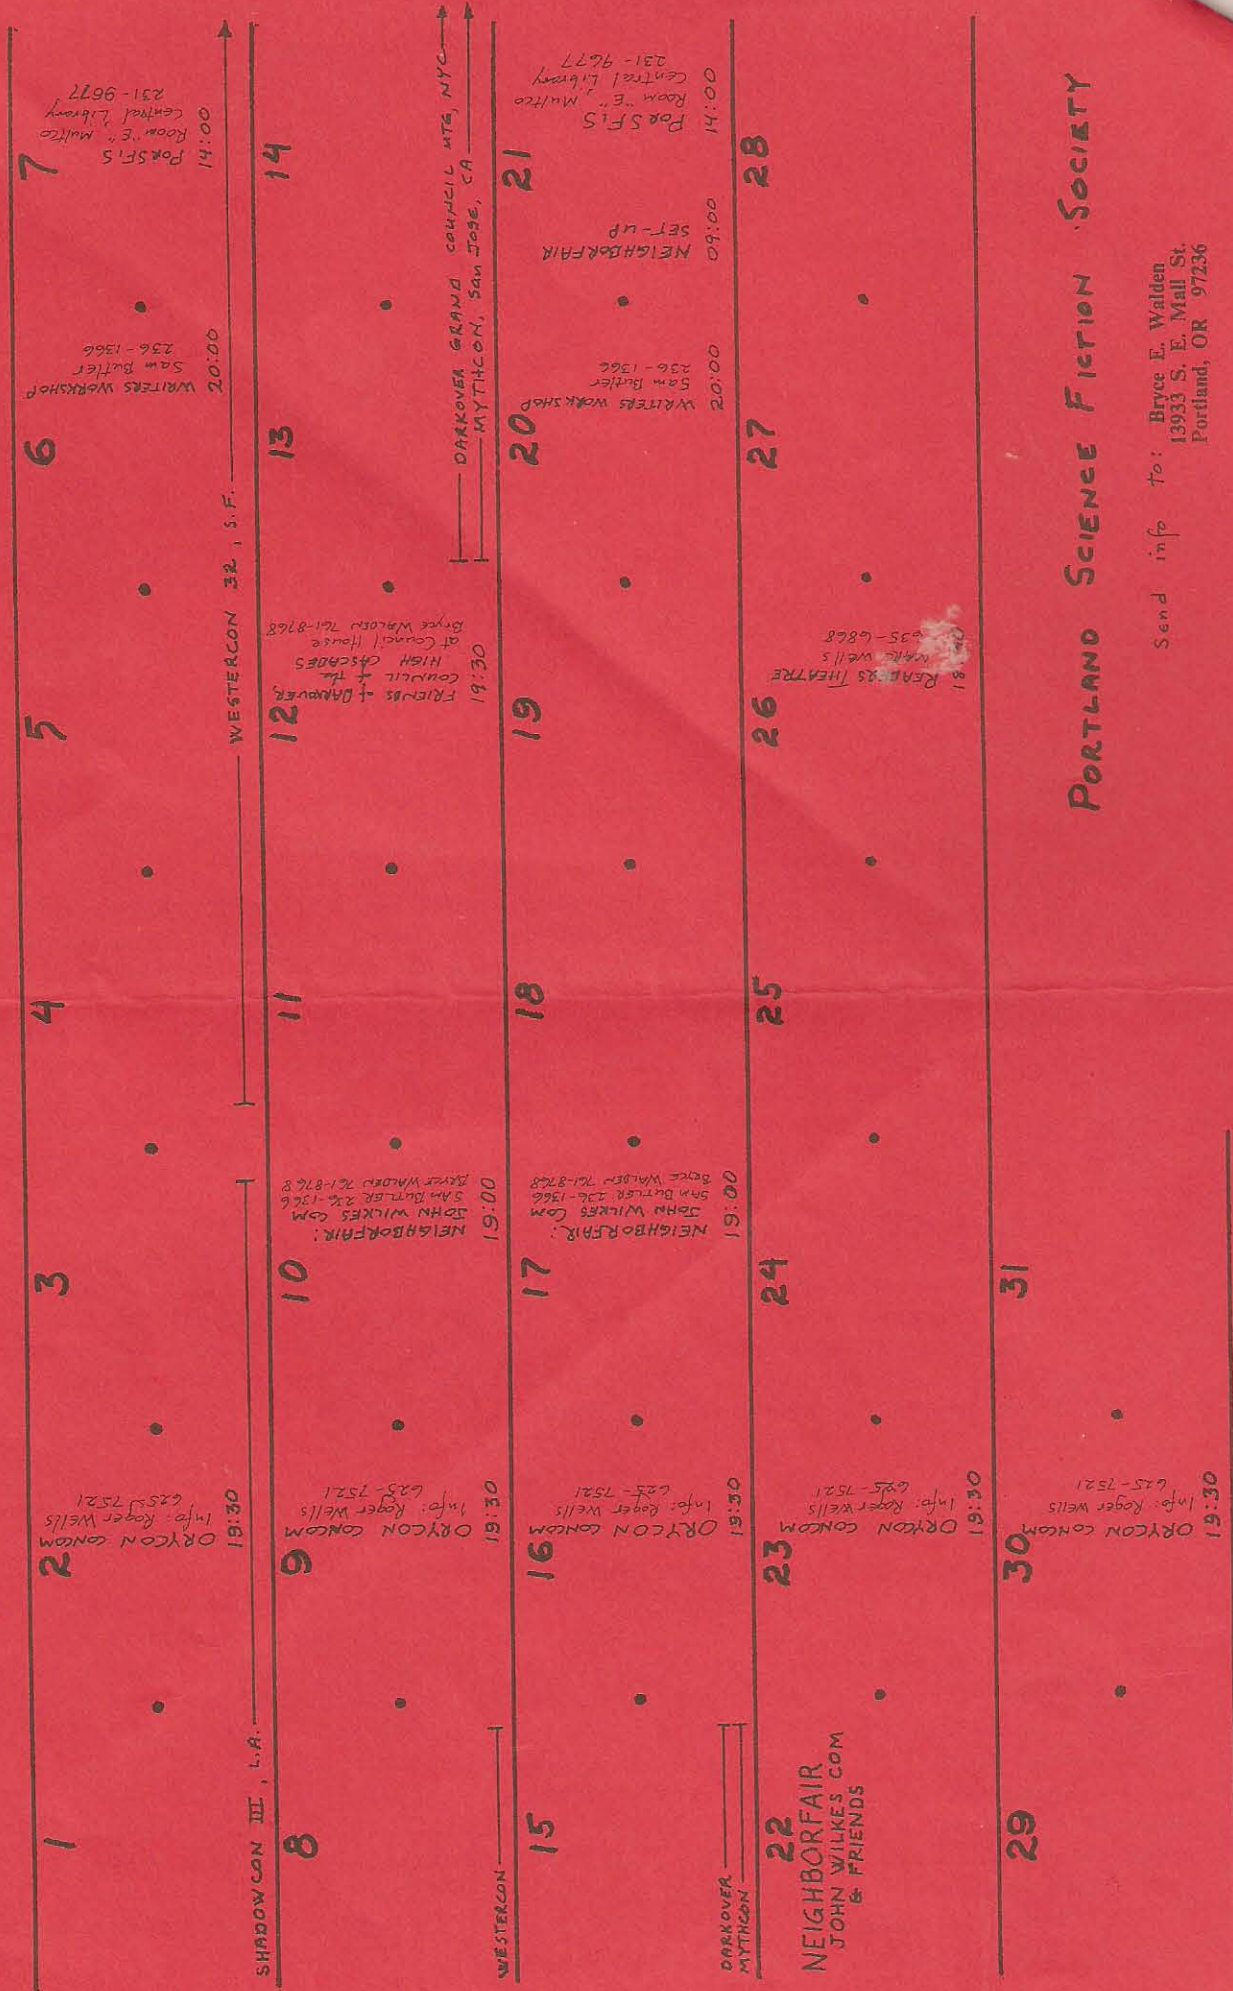 1
2
ORYCON CONCOM
Info: Roger Wells
625-7521
19:30
3
4
5
6
WRITERS WORKSHOP
Sam Butler
236-1366
20:00
7
PORSFIS
Room "E" Multco
Central Library
231-9677
14:00
SHADOWCON III, L.A.
WESTERCON 32, S.F.
8
9
ORYCON CONCOM
Info: Roger Wells
625-7521
19:30
10
NEIGHBORFAIR:
JOHN WILKES COM
SAM BUTLER 236-1366
BRYCE WALDEN 761-8768
19:00
11
12
FRIENDS of DARKOVER,
COUNCIL of the
HIGH CASCADES
at Council House
Bryce WALDEN 761-8768
19:30
13
14
WESTERCON
DARKOVER GRAND COUNCIL MTG, NYC
MYTHCON, San Jose, CA
15
16
ORYCON CONCOM
Info: Roger Wells
625-7521
19:30
17
NEIGHBORFAIR:
JOHN WILKES COM
SAM BUTLER 236-1366
BRYCE WALDEN 761-8768
19:00
18
19
20
WRITERS WORKSHOP
Sam Butler
236-1366
20:00
NEIGHBORFAIR
SET-UP
09:00
21
PORSFIS
Room "E", Multco
Central Library
231-9677
14:00
DARKOVER
MYTHCON
22
NEIGHBORFAIR
JOHN WILKES COM
& FRIENDS
23
ORYCON CONCOM
Info: Roger Wells
625-7521
19:30
24
25
26
READERS THEATRE
Wells
635-6868
27
28
29
30
ORYCON CONCOM
Info: Roger Wells
625-7521
19:30
31
PORTLAND SCIENCE FICTION SOCIETY
Send info to: Bryce E. Walden
13933 S. E. Mall St.
Portland, OR 97236